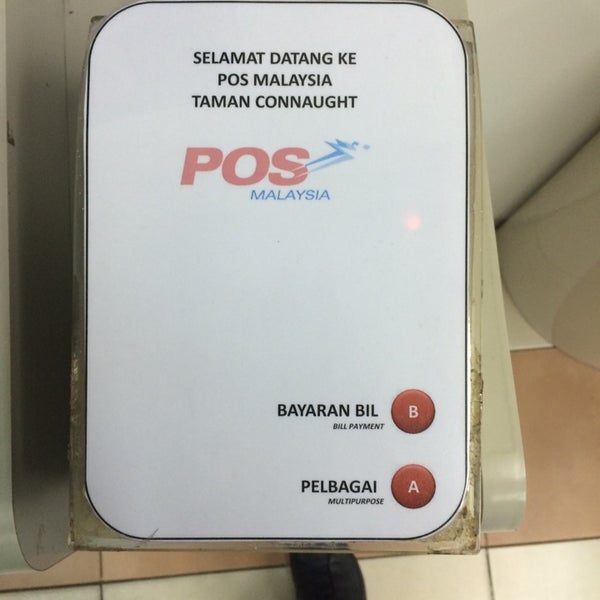 SELAMAT DATANG KE
POS MALAYSIA
TAMAN CONNAUGHT
POS
MALAYSIA
BAYARAN BIL B
BILL PAYMENT
PELBAGAI A
MULTIPURPOSE